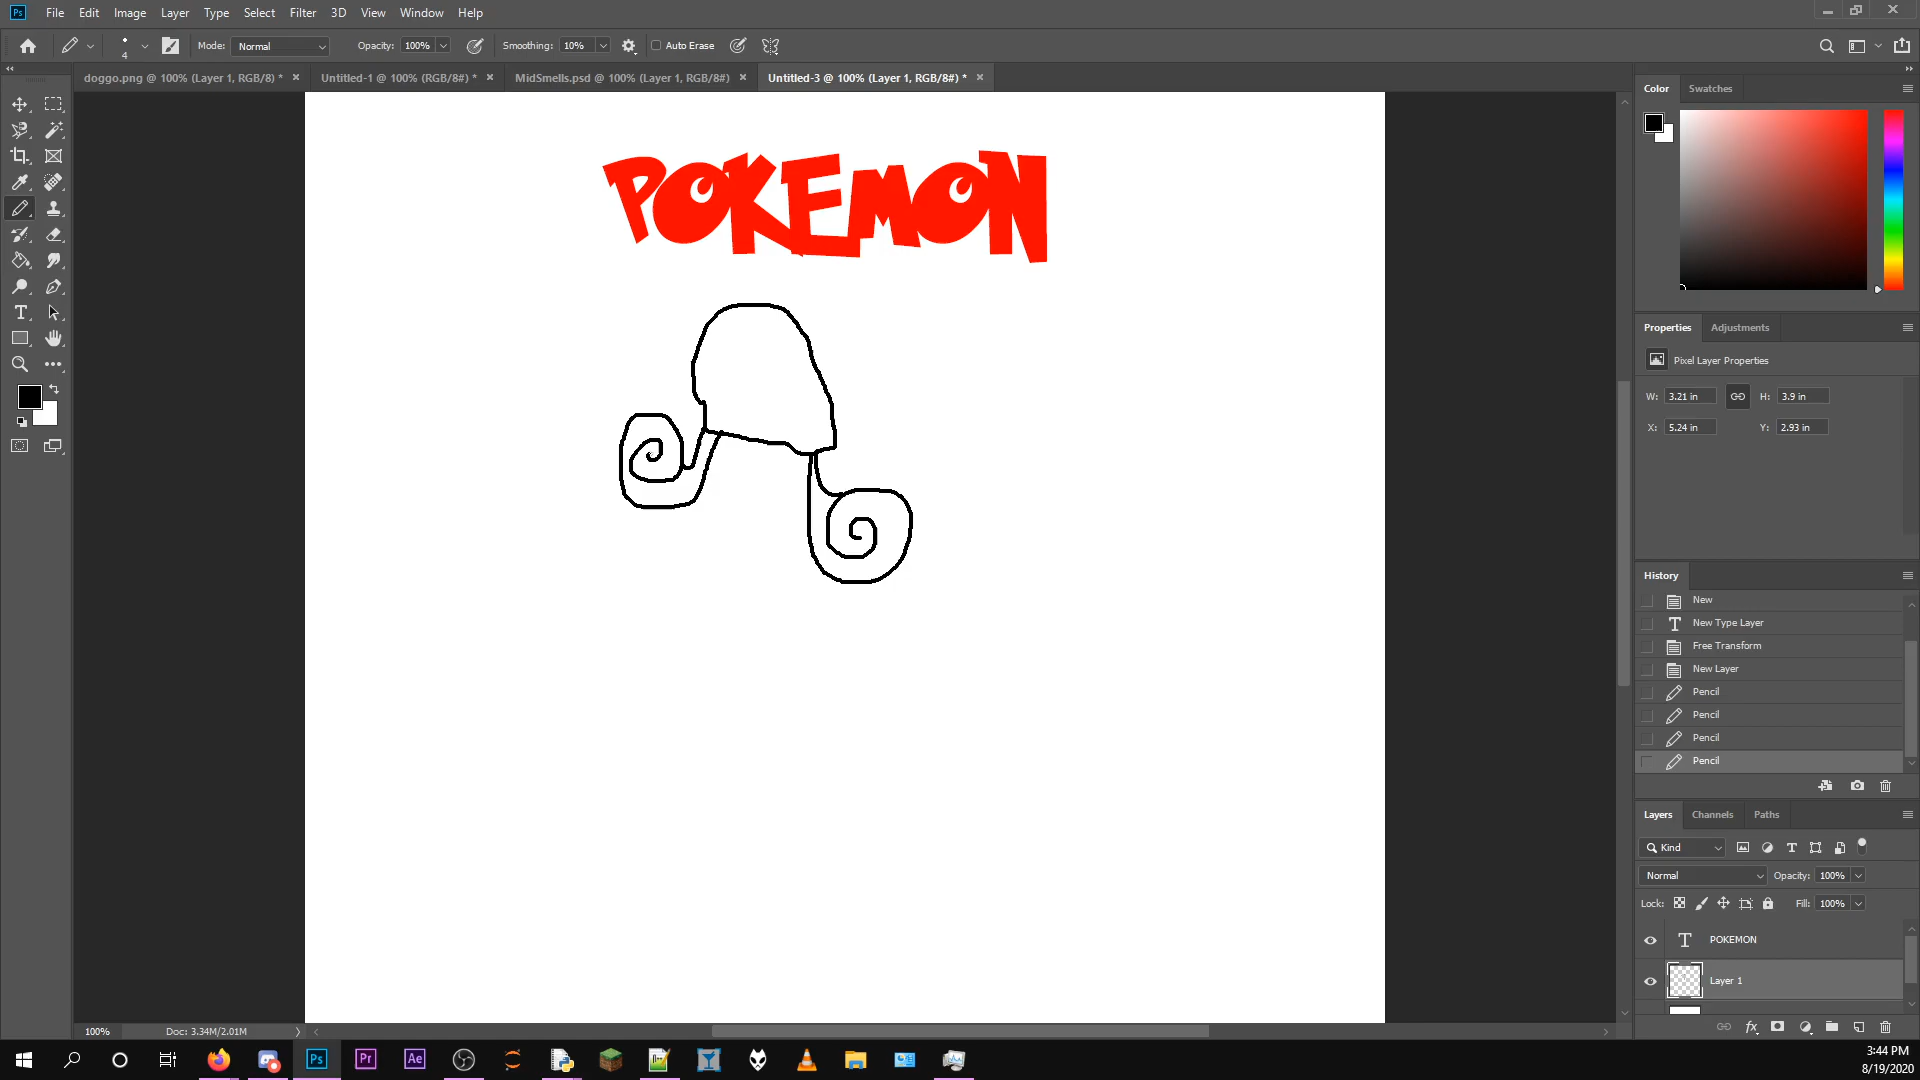 Ps File Edit Image Layer Type Select Filter 3D View Window Help
4 Mode: Normal Opacity: 100% Smoothing: 10% Auto Erase
doggo.png @ 100% (Layer 1, RGB/8) * Untitled-1 @ 100% (RGB/8#) * MidSmells.psd @ 100% (Layer 1, RGB/8#) Untitled-3 @ 100% (Layer 1, RGB/8#) *
POKEMON
Color Swatches
Properties Adjustments
Pixel Layer Properties
W: 3.21 in H: 3.9 in
X: 5.24 in Y: 2.93 in
History
New
New Type Layer
Free Transform
New Layer
Pencil
Pencil
Pencil
Pencil
Layers Channels Paths
Kind
Normal Opacity: 100%
Lock: Fill: 100%
POKEMON
Layer 1
100% Doc: 3.34M/2.01M
Ps Pr Ae
3:44 PM
8/19/2020